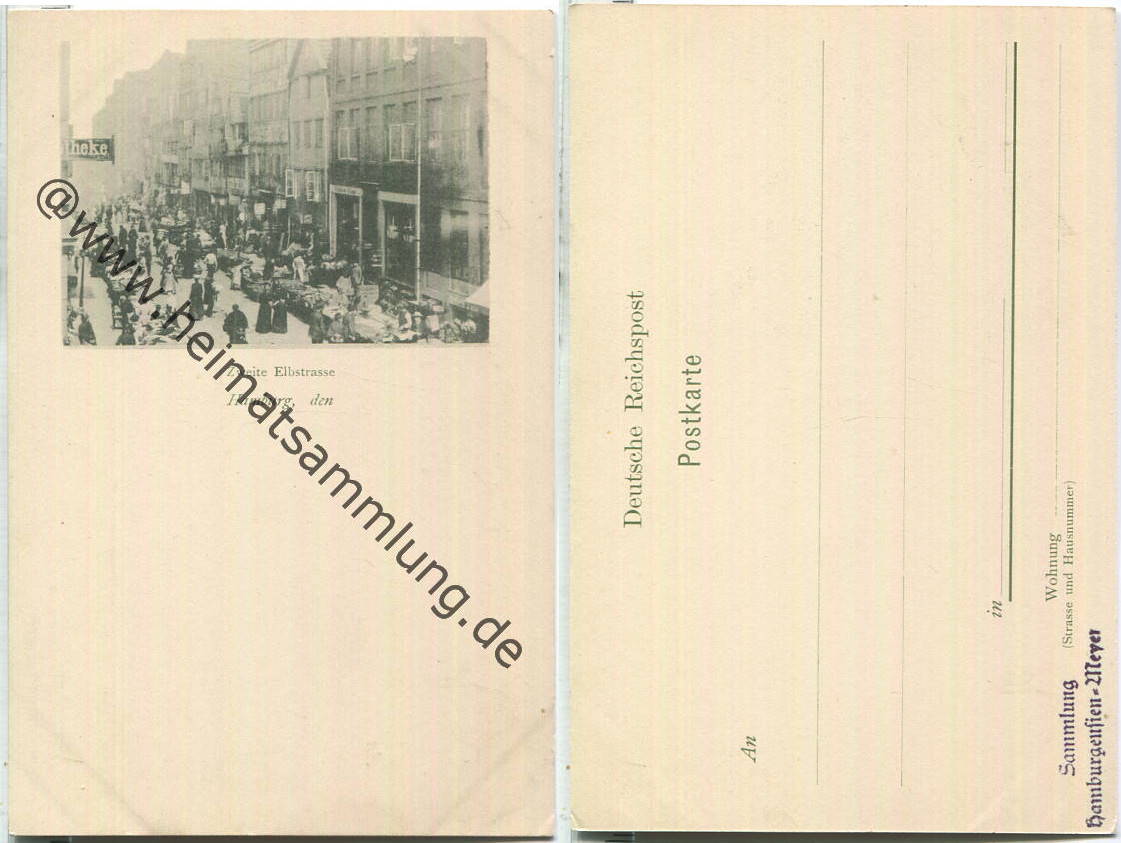 theke
@www.heimatsammlung.de
Zweite Elbstrasse
Hamburg, den
Deutsche Reichspost
Postkarte
An
in
Wohnung
(Strasse und Hausnummer)
Sammlung
Hamburgensien-Meyer